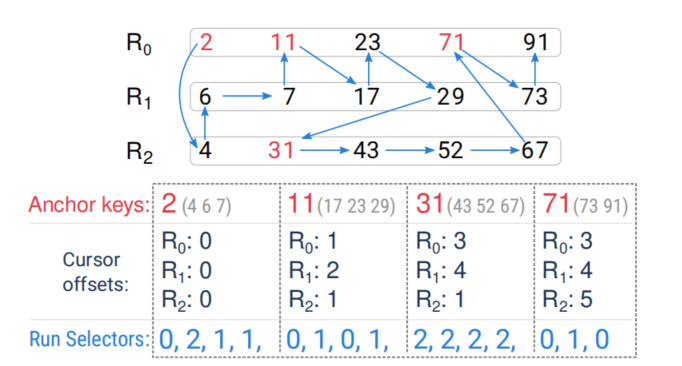 R₀ 2 11 23 71 91
R₁ 6 7 17 29 73
R₂ 4 31 43 52 67
Anchor keys: 2 (4 6 7) 11 (17 23 29) 31 (43 52 67) 71 (73 91)
Cursor offsets:
R₀: 0 R₀: 1 R₀: 3 R₀: 3
R₁: 0 R₁: 2 R₁: 4 R₁: 4
R₂: 0 R₂: 1 R₂: 1 R₂: 5
Run Selectors: 0, 2, 1, 1, 0, 1, 0, 1, 2, 2, 2, 2, 0, 1, 0